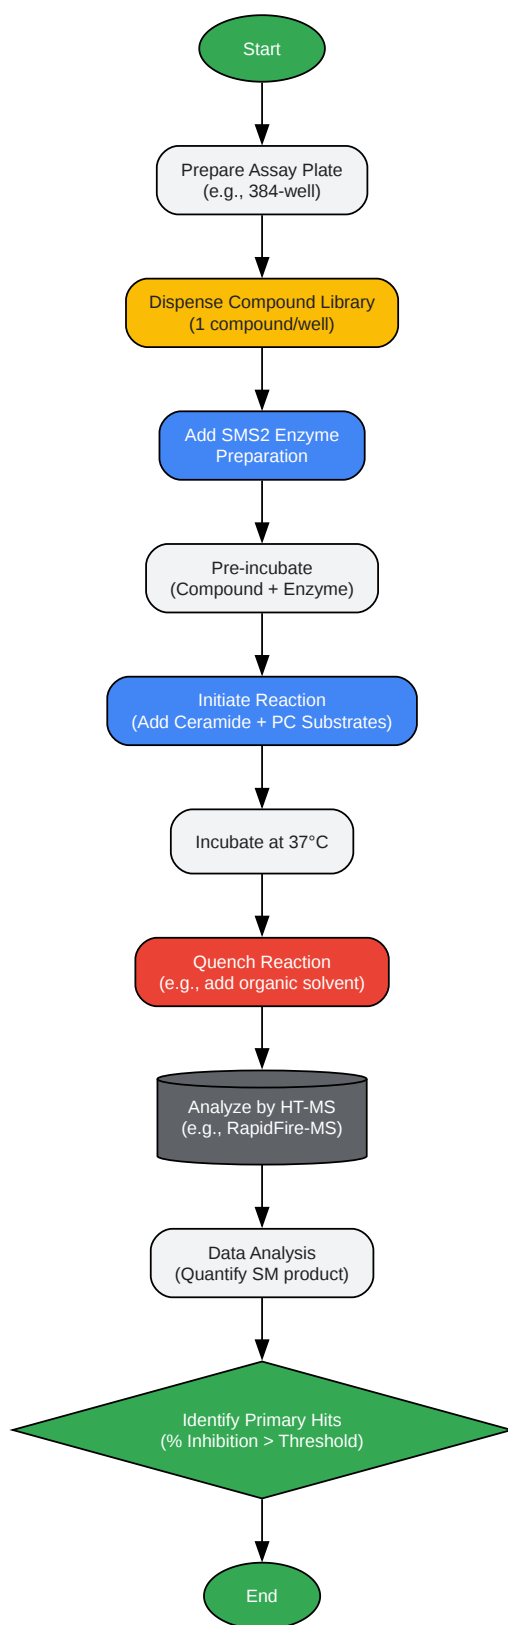 Start
Prepare Assay Plate
(e.g., 384-well)
Dispense Compound Library
(1 compound/well)
Add SMS2 Enzyme
Preparation
Pre-incubate
(Compound + Enzyme)
Initiate Reaction
(Add Ceramide + PC Substrates)
Incubate at 37°C
Quench Reaction
(e.g., add organic solvent)
Analyze by HT-MS
(e.g., RapidFire-MS)
Data Analysis
(Quantify SM product)
Identify Primary Hits
(% Inhibition > Threshold)
End